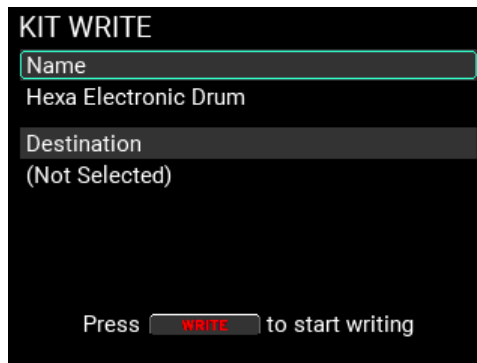 KIT WRITE
Name
Hexa Electronic Drum
Destination
(Not Selected)
Press WRITE to start writing